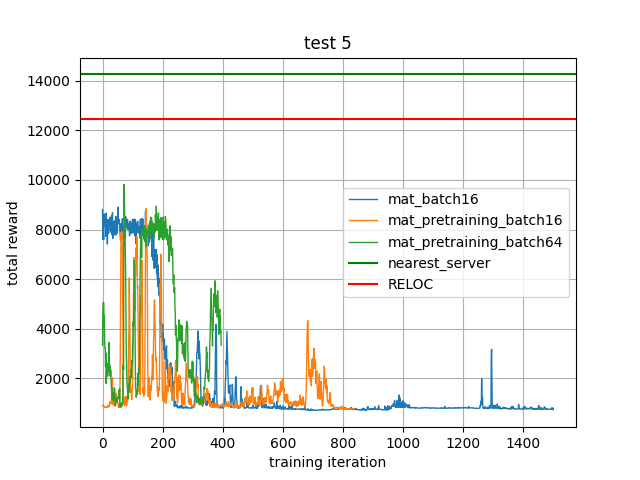 test 5
total reward
14000
12000
10000
8000
6000
4000
2000
mat_batch16
mat_pretraining_batch16
mat_pretraining_batch64
nearest_server
RELOC
0 200 400 600 800 1000 1200 1400
training iteration